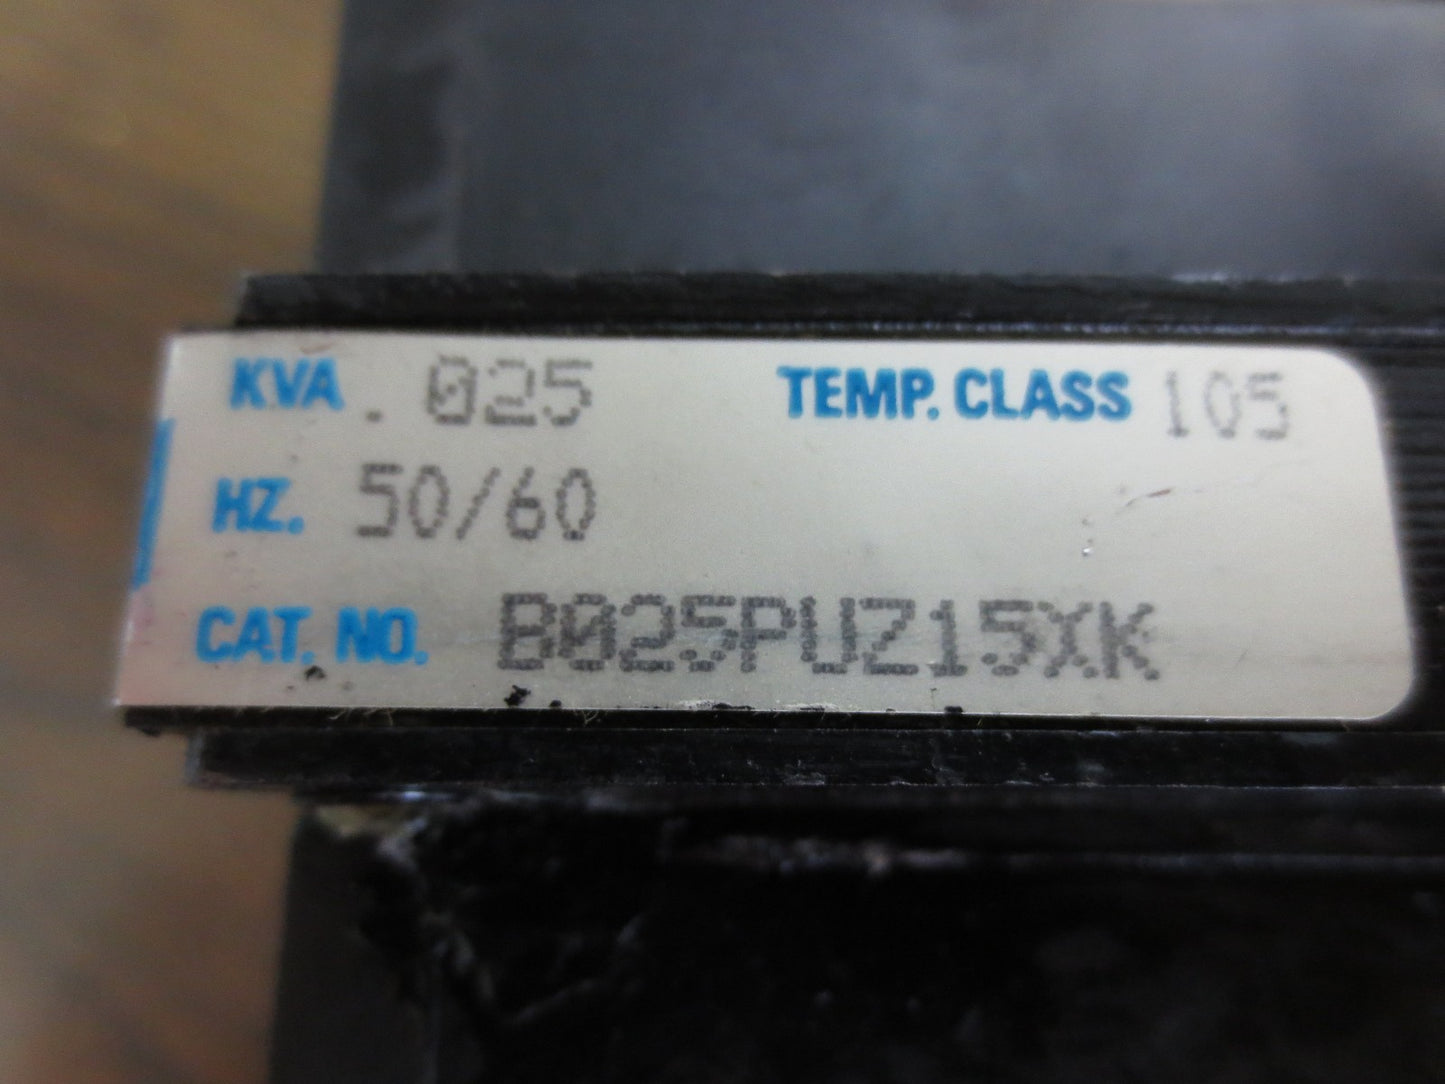 KVA .025 TEMP. CLASS 105
HZ. 50/60
CAT. NO. B025PUZ15XK